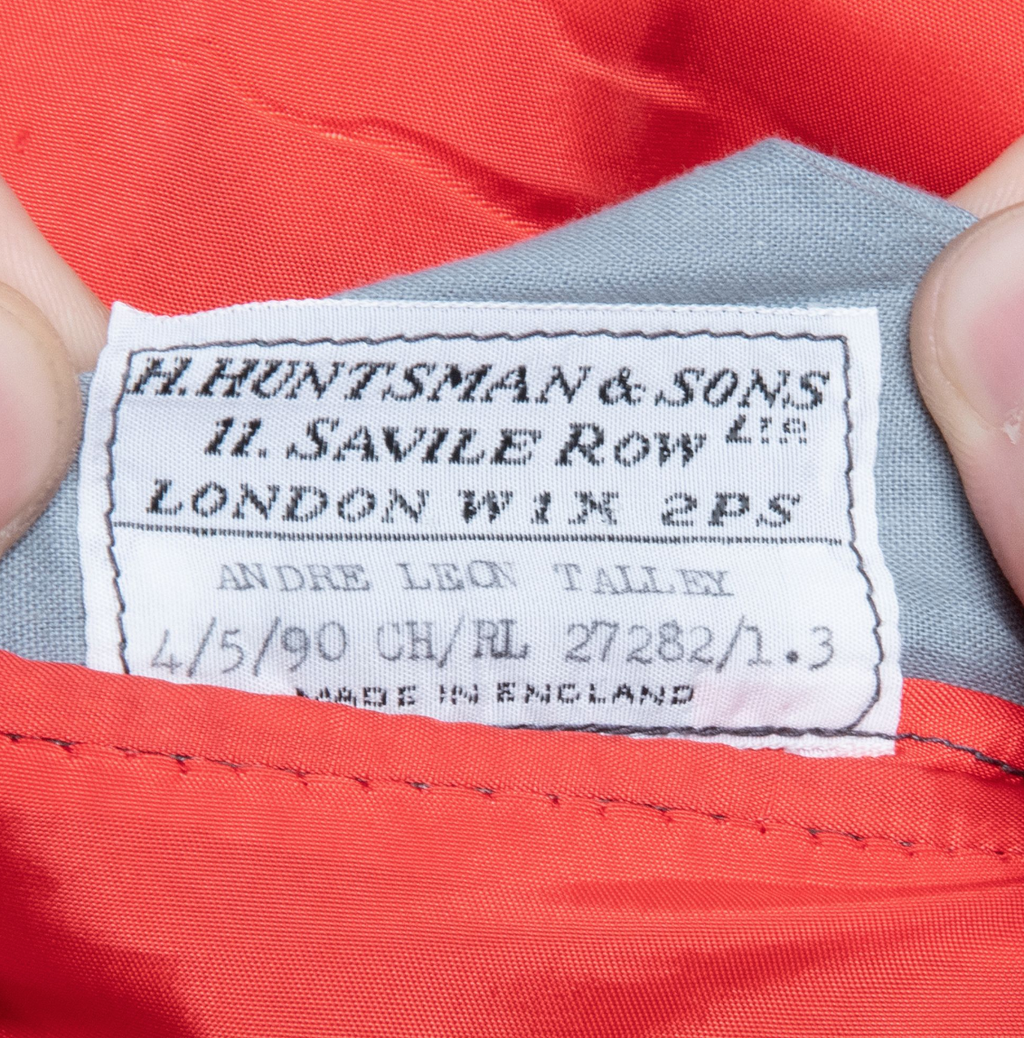 H. HUNTSMAN & SONS LTD
11. SAVILE ROW
LONDON W1X 2PS
ANDRE LEON TALLEY
4/5/90 CH/RL 27282/1.3
MADE IN ENGLAND